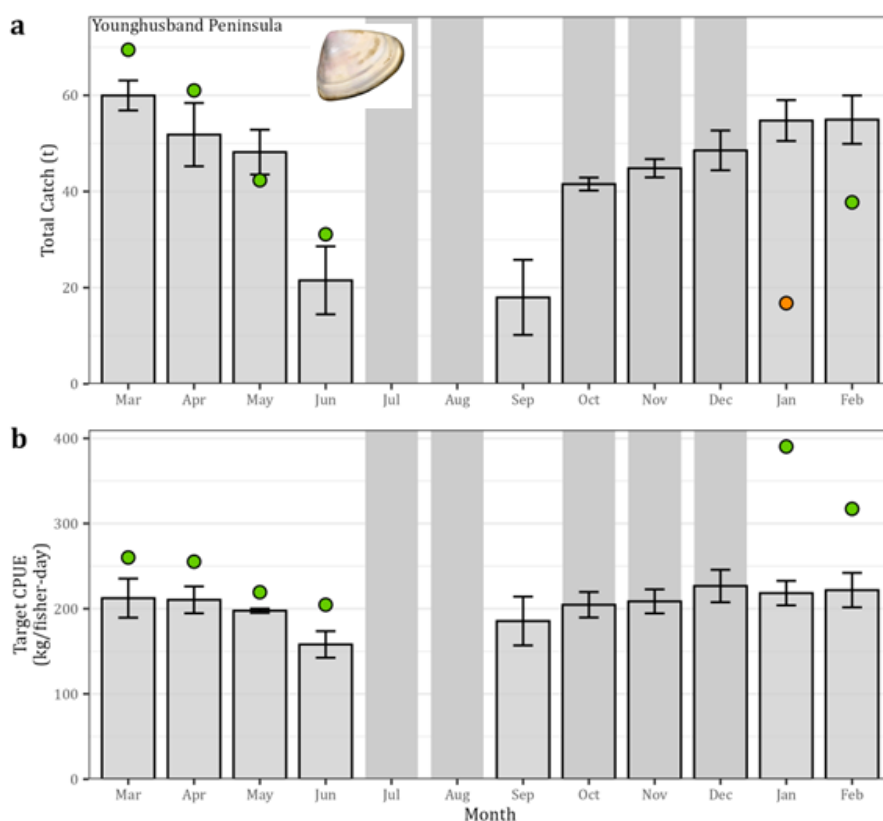 a
Younghusband Peninsula
Total Catch (t)
60
40
20
0
Mar Apr May Jun Jul Aug Sep Oct Nov Dec Jan Feb
b
Target CPUE
(kg/fisher-day)
400
300
200
100
0
Mar Apr May Jun Jul Aug Sep Oct Nov Dec Jan Feb
Month